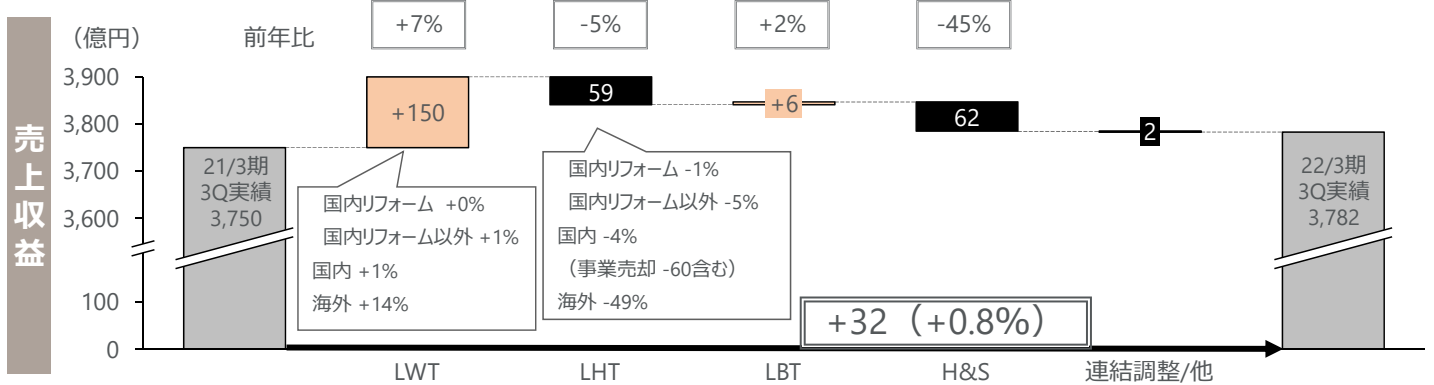 売上収益
（億円）
前年比
+7%
-5%
+2%
-45%
3,900
3,800
3,700
3,600
100
0
21/3期
3Q実績
3,750
+150
59
+6
62
2
22/3期
3Q実績
3,782
国内リフォーム +0%
国内リフォーム以外 +1%
国内 +1%
海外 +14%
国内リフォーム -1%
国内リフォーム以外 -5%
国内 -4%
（事業売却 -60含む）
海外 -49%
+32（+0.8%）
LWT
LHT
LBT
H&S
連結調整/他